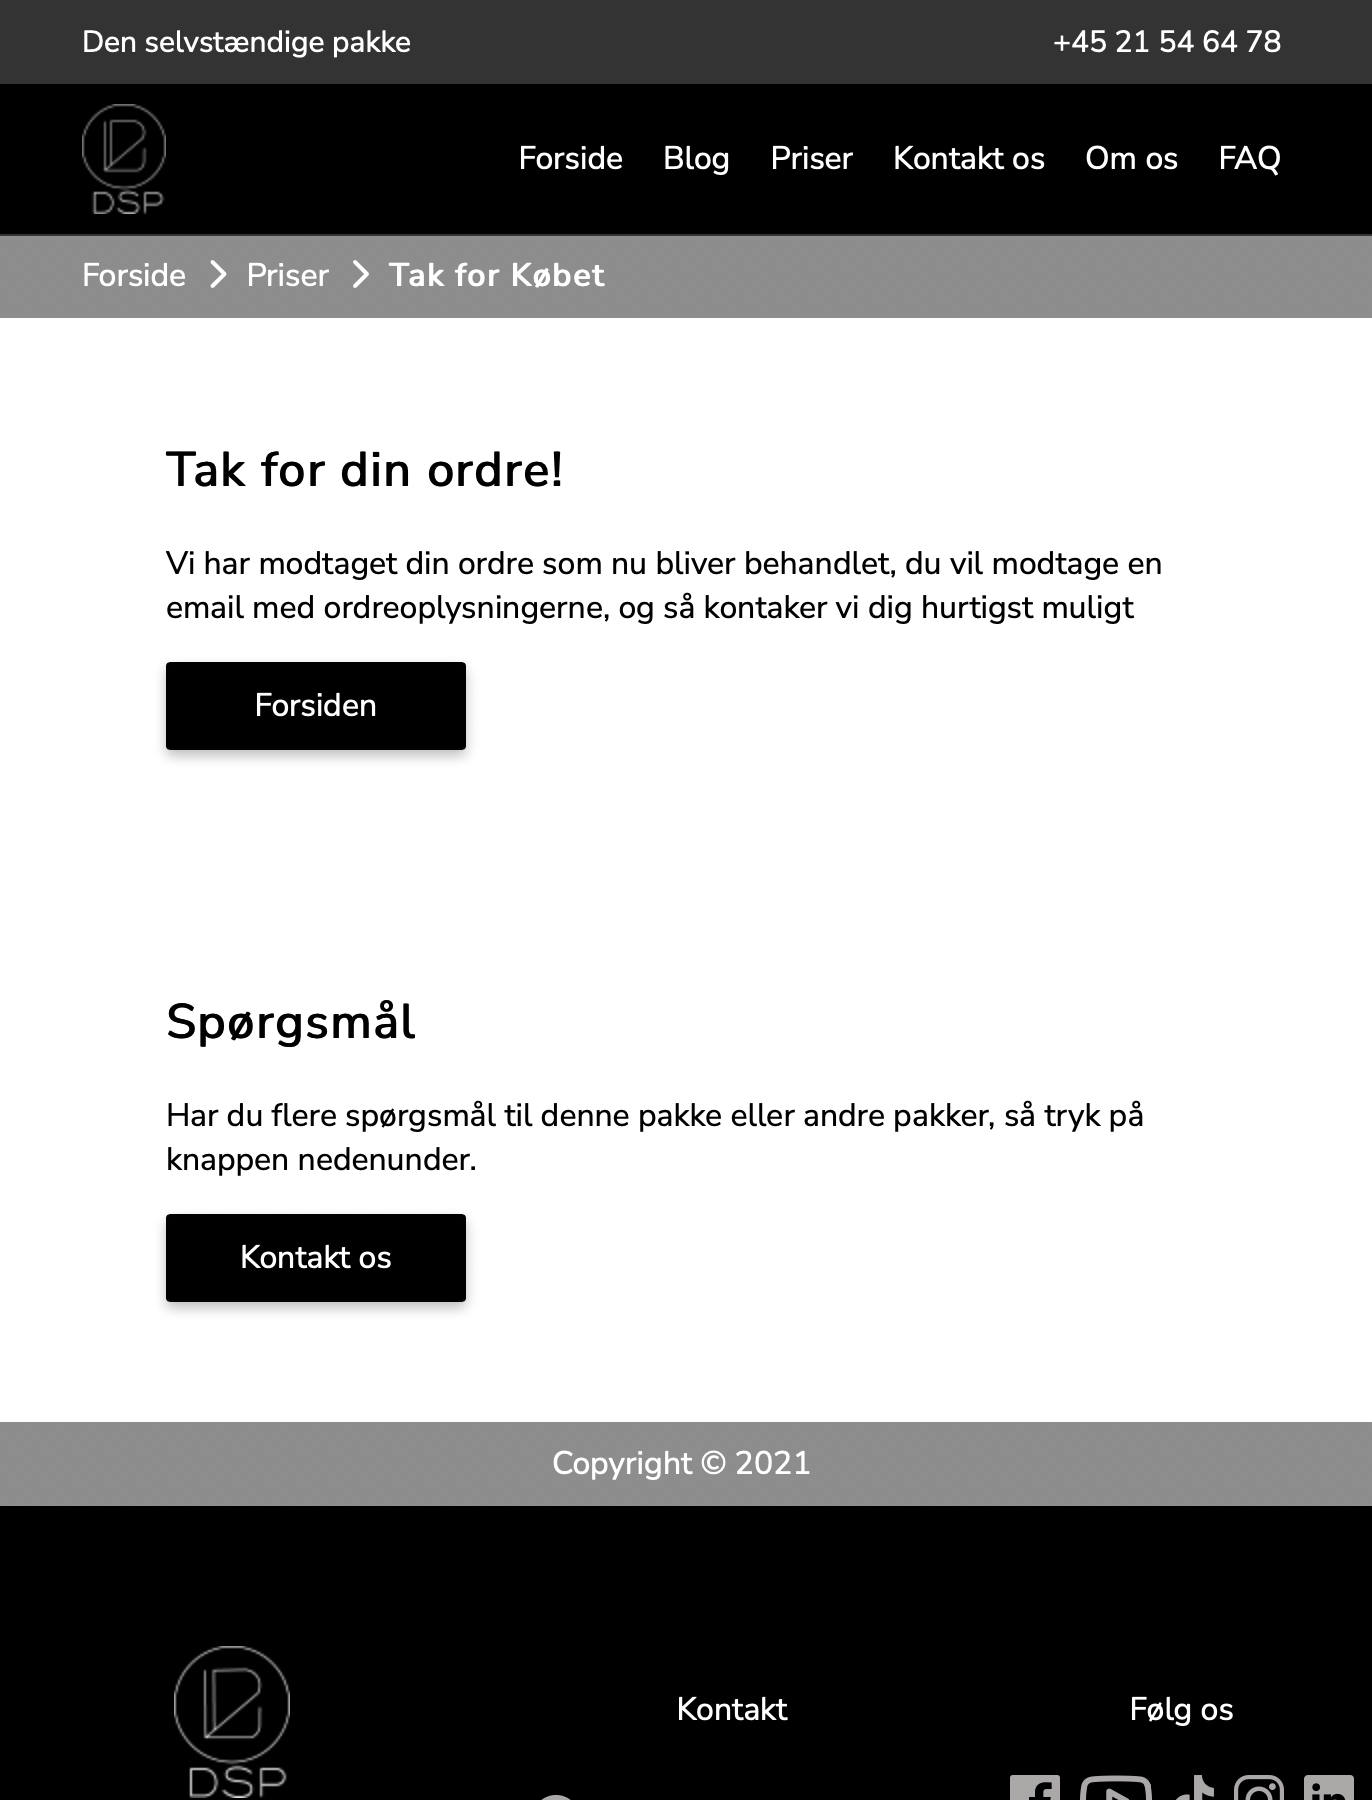 Den selvstændige pakke
+45 21 54 64 78
DSP
Forside Blog Priser Kontakt os Om os FAQ
Forside > Priser > Tak for Købet
Tak for din ordre!
Vi har modtaget din ordre som nu bliver behandlet, du vil modtage en
email med ordreoplysningerne, og så kontaker vi dig hurtigst muligt
Forsiden
Spørgsmål
Har du flere spørgsmål til denne pakke eller andre pakker, så tryk på
knappen nedenunder.
Kontakt os
Copyright © 2021
DSP
Kontakt
Følg os